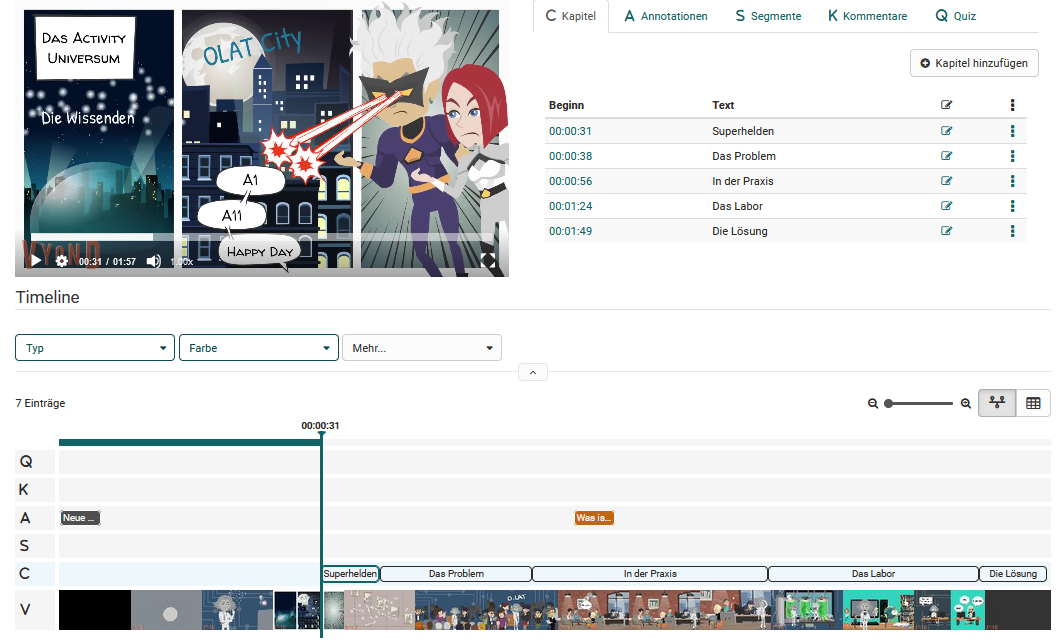 Das Activity
Universum
Die Wissenden
OLAT City
A1
A11
Happy Day
VYOND
00:31 / 01:57
1.00x
C Kapitel
A Annotationen
S Segmente
K Kommentare
Q Quiz
Kapitel hinzufügen
Beginn Text
00:00:31 Superhelden
00:00:38 Das Problem
00:00:56 In der Praxis
00:01:24 Das Labor
00:01:49 Die Lösung
Timeline
Typ
Farbe
Mehr...
7 Einträge
00:00:31
Q
K
A Neue ... Was is...
S
C Superhelden Das Problem In der Praxis Das Labor Die Lösung
V